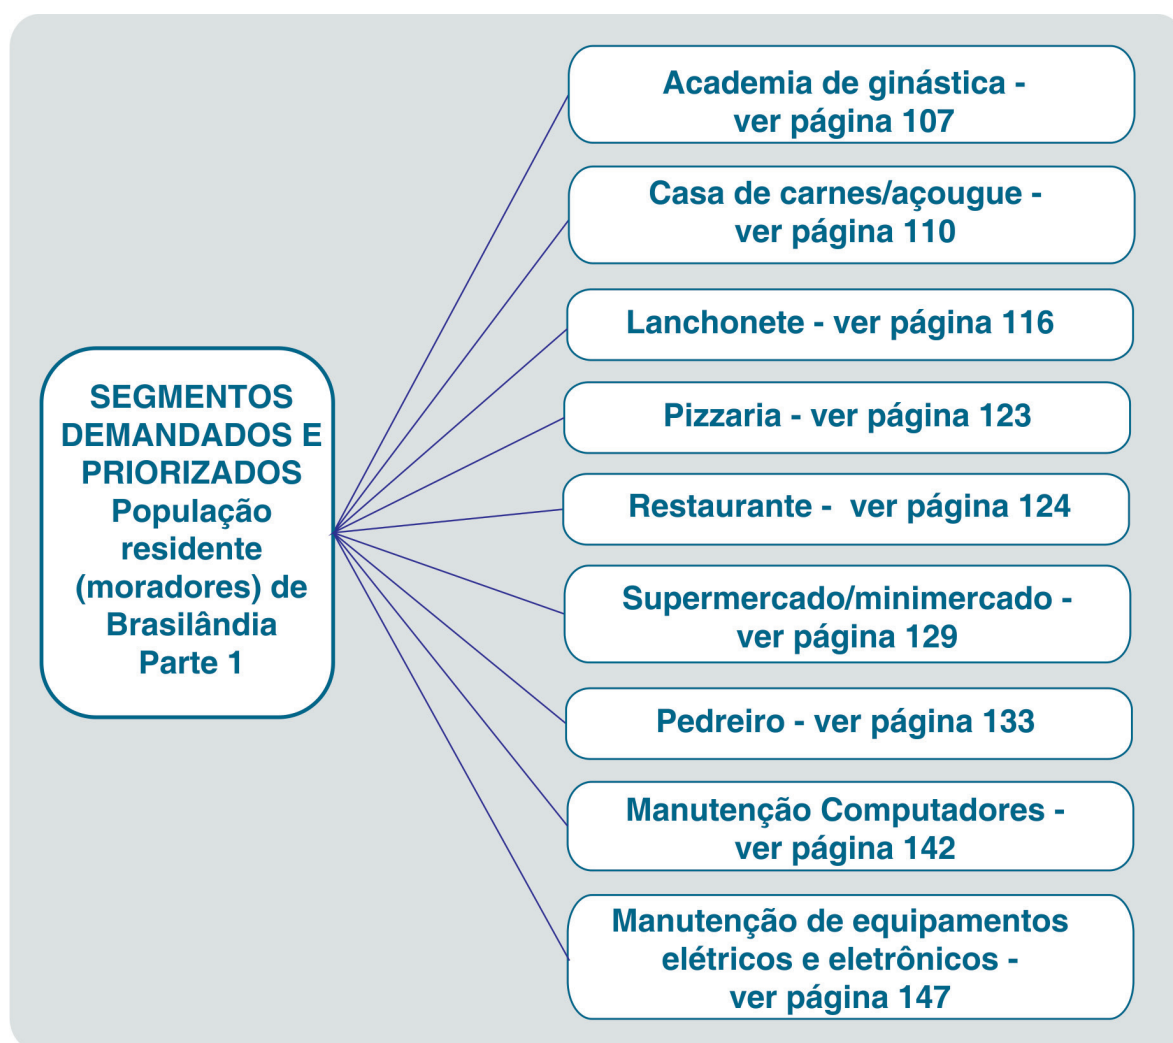 SEGMENTOS
DEMANDADOS E
PRIORIZADOS
População
residente
(moradores) de
Brasilândia
Parte 1
Academia de ginástica -
ver página 107
Casa de carnes/açougue -
ver página 110
Lanchonete - ver página 116
Pizzaria - ver página 123
Restaurante - ver página 124
Supermercado/minimercado -
ver página 129
Pedreiro - ver página 133
Manutenção Computadores -
ver página 142
Manutenção de equipamentos
elétricos e eletrônicos -
ver página 147